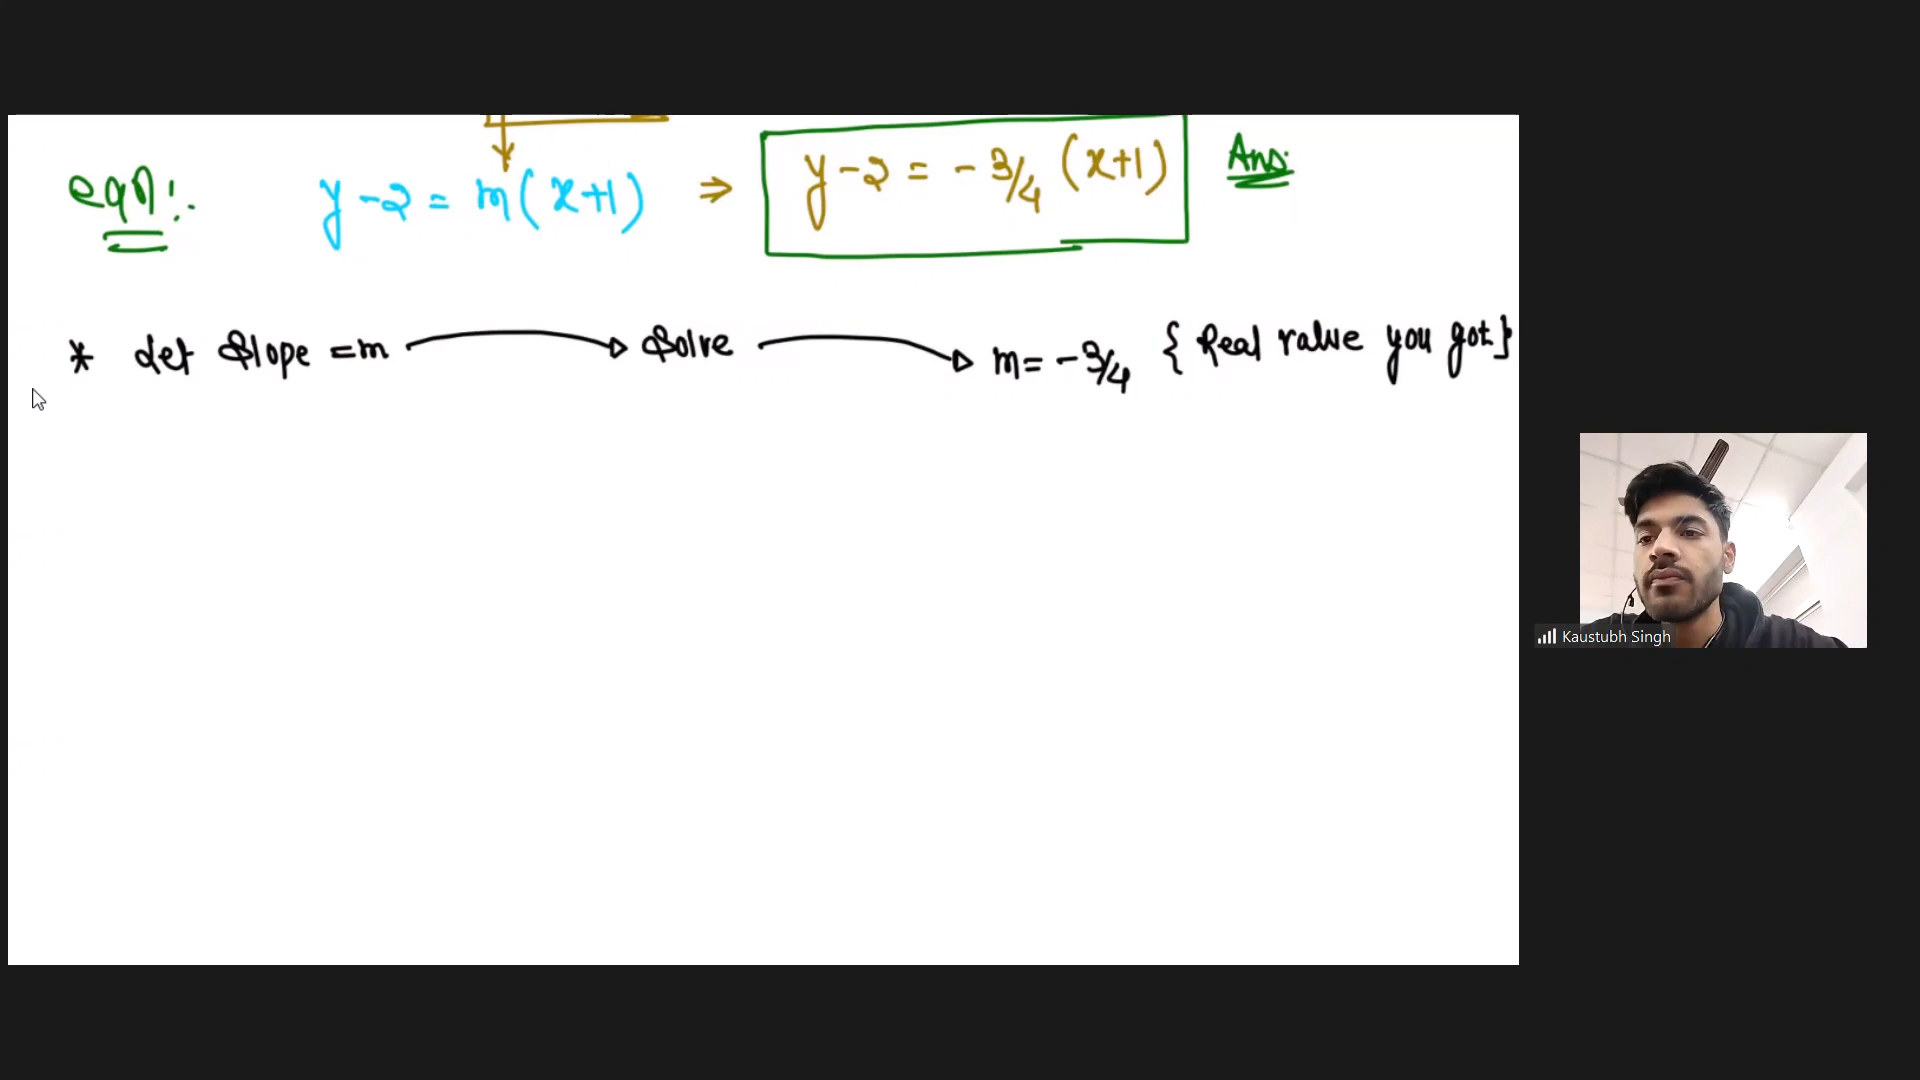 eqn:. y-2 = m(x+1) ⇒ y-2 = -3/4 (x+1) Ans:
* Let Slope = m → Solve → m = -3/4 { Real value you got }
Kaustubh Singh